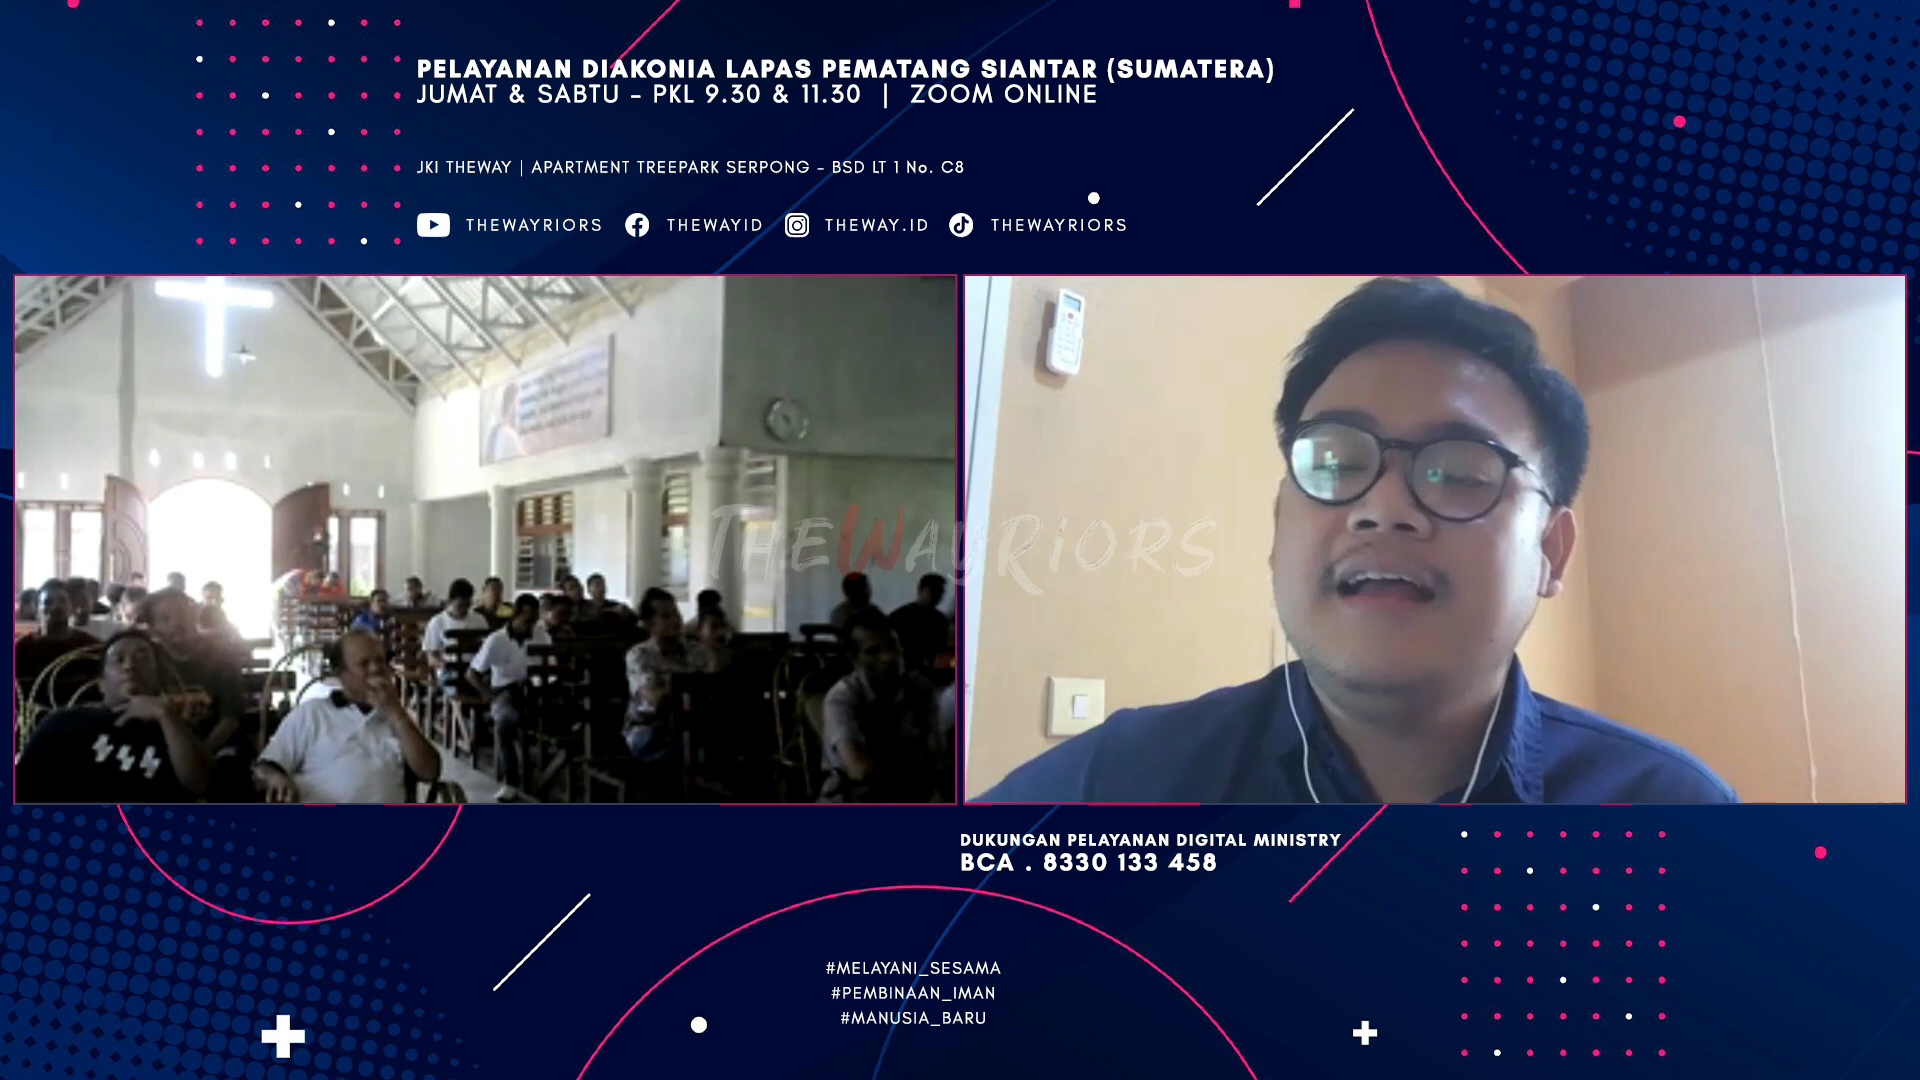 PELAYANAN DIAKONIA LAPAS PEMATANG SIANTAR (SUMATERA)
JUMAT & SABTU - PKL 9.30 & 11.30 | ZOOM ONLINE
JKI THEWAY | APARTMENT TREEPARK SERPONG - BSD LT 1 No. C8
THEWAYRIORS THEWAYID THEWAY.ID THEWAYRIORS
THEWAYRIORS
DUKUNGAN PELAYANAN DIGITAL MINISTRY
BCA . 8330 133 458
#MELAYANI_SESAMA
#PEMBINAAN_IMAN
#MANUSIA_BARU